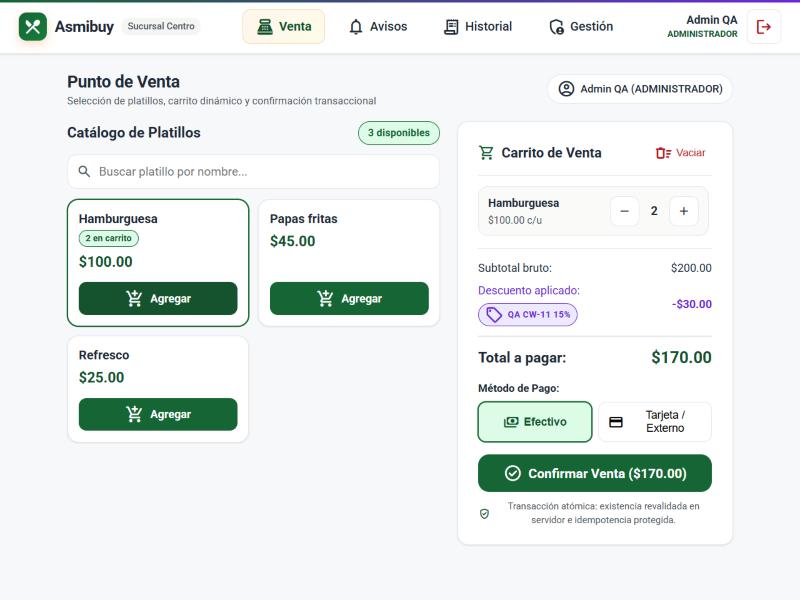 Asmibuy
Sucursal Centro
Venta
Avisos
Historial
Gestión
Admin QA
ADMINISTRADOR
Punto de Venta
Selección de platillos, carrito dinámico y confirmación transaccional
Admin QA (ADMINISTRADOR)
Catálogo de Platillos
3 disponibles
Buscar platillo por nombre...
Hamburguesa
2 en carrito
$100.00
Agregar
Papas fritas
$45.00
Agregar
Refresco
$25.00
Agregar
Carrito de Venta
Vaciar
Hamburguesa
$100.00 c/u
− 2 +
Subtotal bruto: $200.00
Descuento aplicado:
QA CW-11 15%
-$30.00
Total a pagar: $170.00
Método de Pago:
Efectivo
Tarjeta /
Externo
Confirmar Venta ($170.00)
Transacción atómica: existencia revalidada en
servidor e idempotencia protegida.